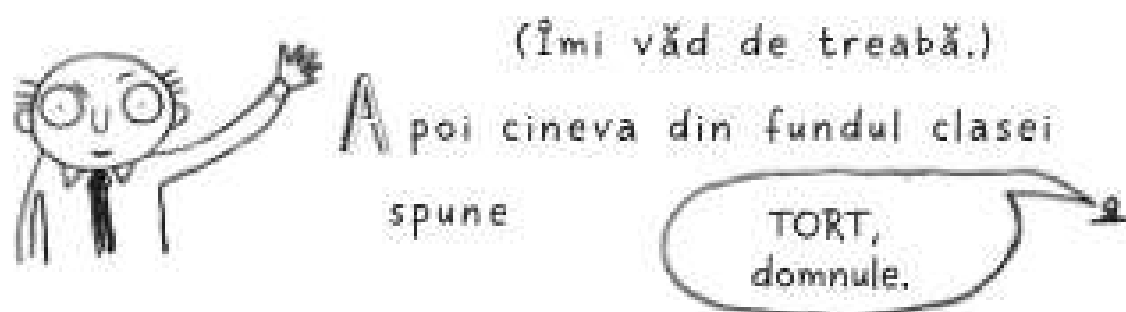 (Îmi văd de treabă.)
Apoi cineva din fundul clasei
spune
TORT,
domnule.